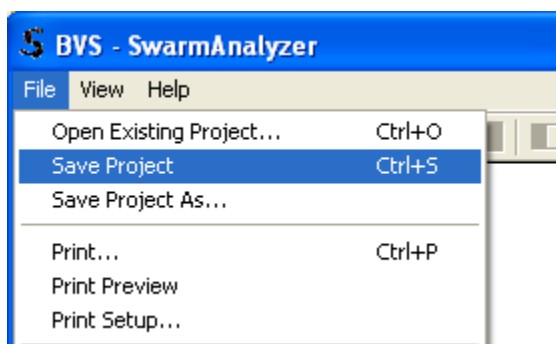 BVS - SwarmAnalyzer
File View Help
Open Existing Project... Ctrl+O
Save Project Ctrl+S
Save Project As...
Print... Ctrl+P
Print Preview
Print Setup...